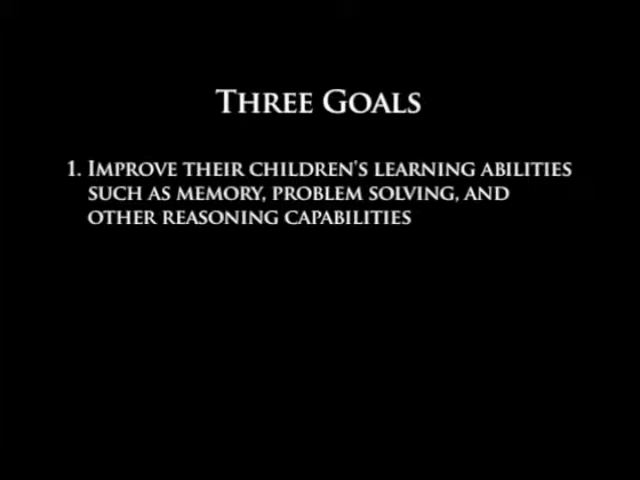 THREE GOALS
1. IMPROVE THEIR CHILDREN'S LEARNING ABILITIES
SUCH AS MEMORY, PROBLEM SOLVING, AND
OTHER REASONING CAPABILITIES